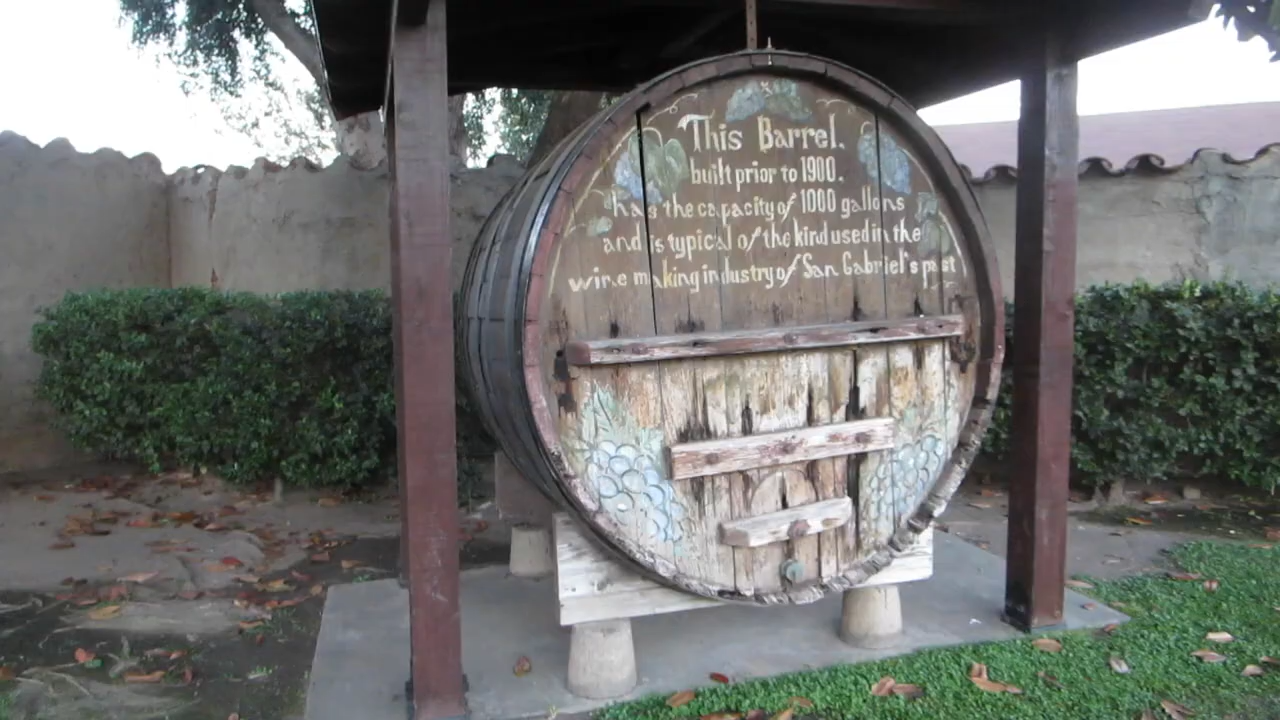 This Barrel,
built prior to 1900,
has the capacity of 1000 gallons
and is typical of the kind used in the
wine making industry of San Gabriel's past